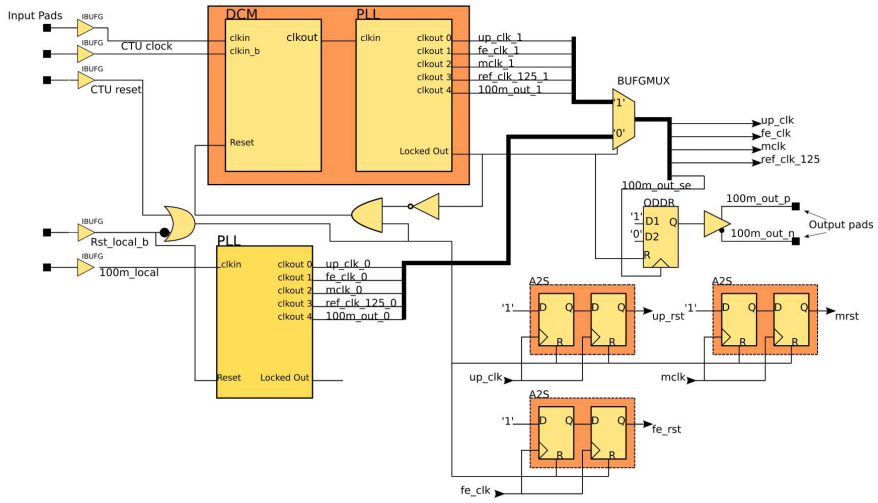 Input Pads
IBUFG
CTU clock
IBUFG
IBUFG
CTU reset
DCM
clkin
clkin_b
clkout
Reset
PLL
clkin
clkout 0
clkout 1
clkout 2
clkout 3
clkout 4
Locked Out
up_clk_1
fe_clk_1
mclk_1
ref_clk_125_1
100m_out_1
BUFGMUX
'1'
'0'
up_clk
fe_clk
mclk
ref_clk_125
100m_out_se
ODDR
'1'
D1
Q
'0'
D2
R
100m_out_p
100m_out_n
Output pads
IBUFG
Rst_local_b
IBUFG
100m_local
PLL
clkin
clkout 0
clkout 1
clkout 2
clkout 3
clkout 4
Reset
Locked Out
up_clk_0
fe_clk_0
mclk_0
ref_clk_125_0
100m_out_0
A2S
'1'
D
Q
D
Q
R
R
up_rst
up_clk
A2S
'1'
D
Q
D
Q
R
R
mrst
mclk
A2S
'1'
D
Q
D
Q
R
R
fe_rst
fe_clk